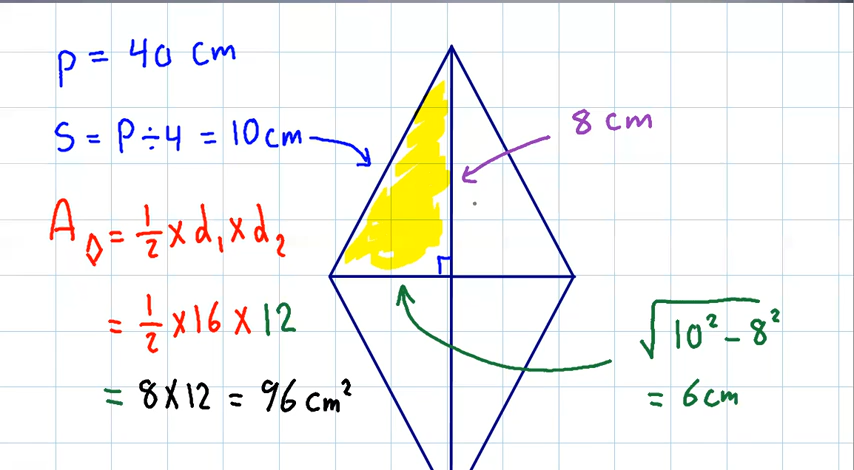 P = 40 cm
S = P÷4 = 10cm
8 cm
A◊ = 1/2 × d₁ × d₂
= 1/2 × 16 × 12
= 8 × 12 = 96 cm²
√10² − 8²
= 6cm